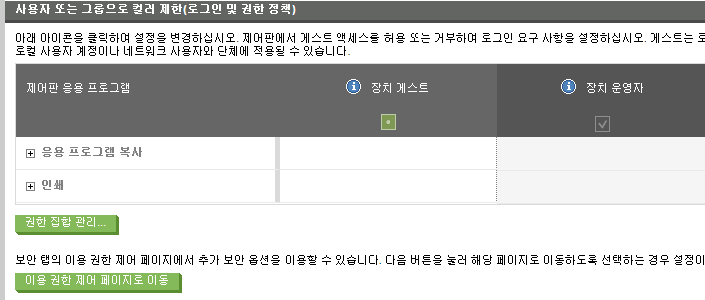 사용자 또는 그룹으로 컬러 제한(로그인 및 권한 정책)
아래 아이콘을 클릭하여 설정을 변경하십시오. 제어판에서 게스트 액세스를 허용 또는 거부하여 로그인 요구 사항을 설정하십시오. 게스트는 로
로컬 사용자 계정이나 네트워크 사용자와 단체에 적용될 수 있습니다.
제어판 응용 프로그램
장치 게스트
장치 운영자
응용 프로그램 복사
인쇄
권한 집합 관리...
보안 탭의 이용 권한 제어 페이지에서 추가 보안 옵션을 이용할 수 있습니다. 다음 버튼을 눌러 해당 페이지로 이동하도록 선택하는 경우 설정이
이용 권한 제어 페이지로 이동